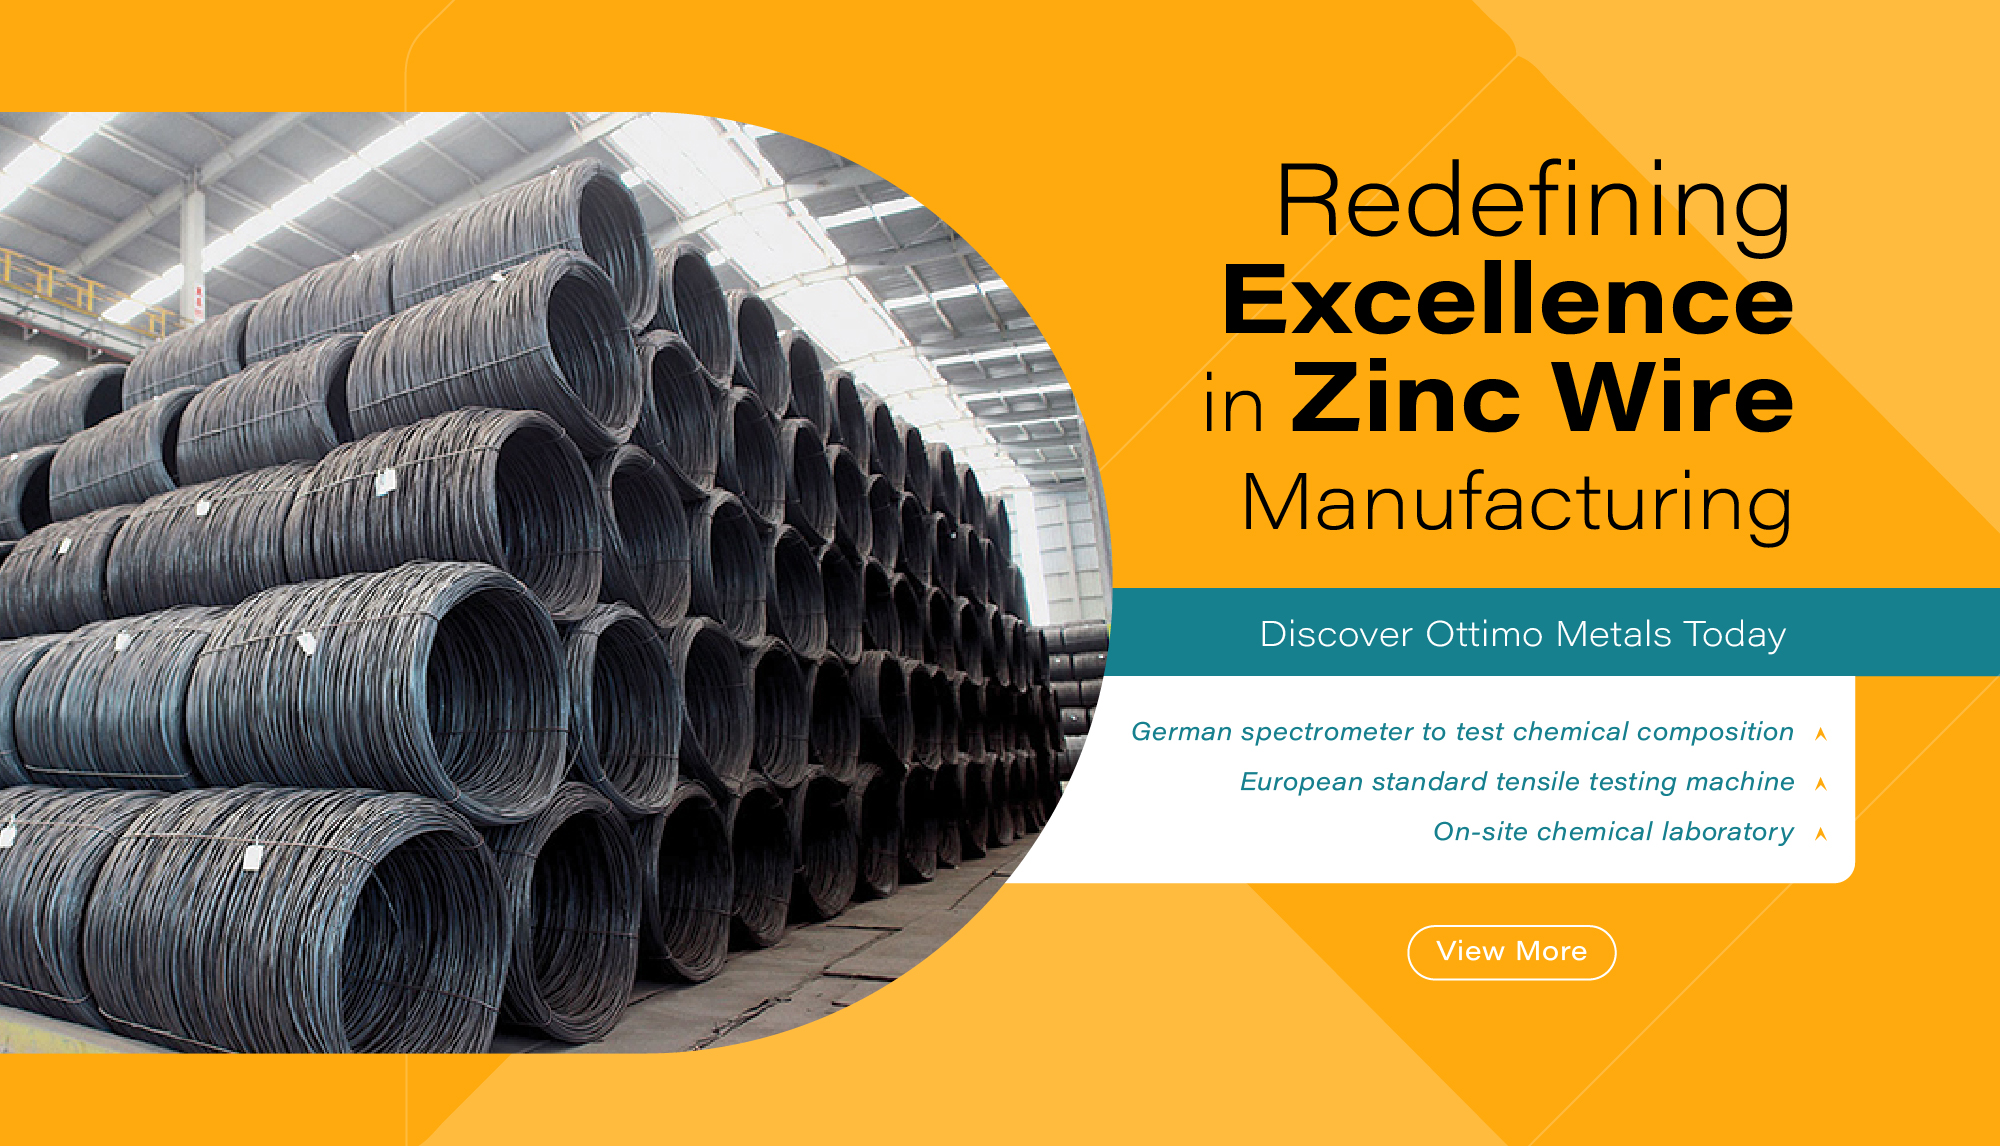 Redefining
Excellence
in Zinc Wire
Manufacturing
Discover Ottimo Metals Today
German spectrometer to test chemical composition
European standard tensile testing machine
On-site chemical laboratory
View More